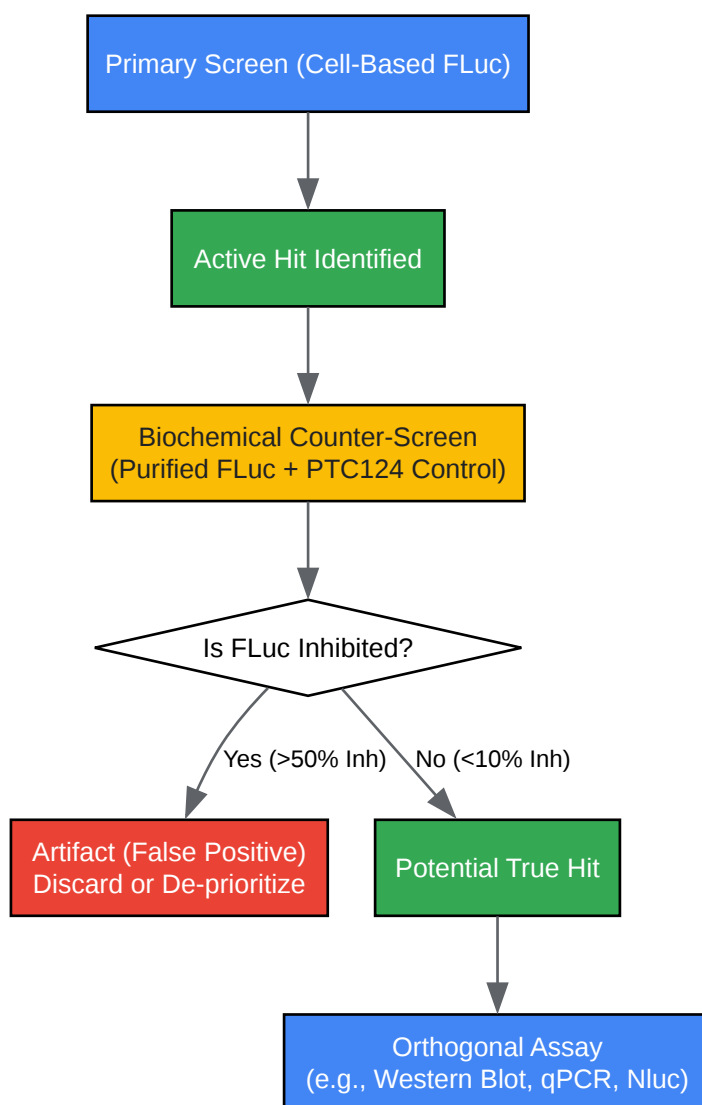 Primary Screen (Cell-Based FLuc)
Active Hit Identified
Biochemical Counter-Screen
(Purified FLuc + PTC124 Control)
Is FLuc Inhibited?
Yes (>50% Inh)
No (<10% Inh)
Artifact (False Positive)
Discard or De-prioritize
Potential True Hit
Orthogonal Assay
(e.g., Western Blot, qPCR, Nluc)